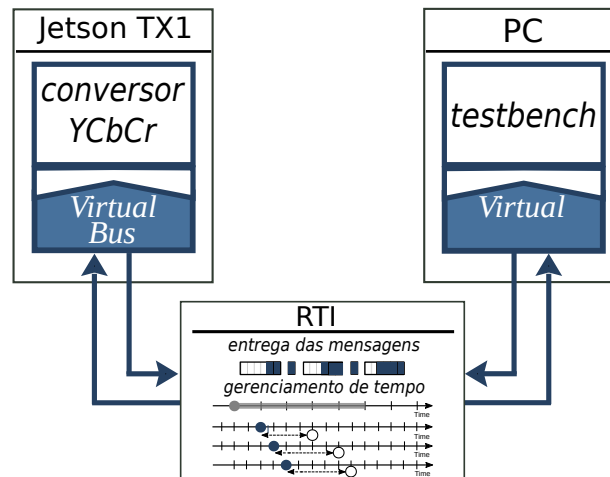 Jetson TX1
conversor
YCbCr
Virtual
Bus
PC
testbench
Virtual
RTI
entrega das mensagens
gerenciamento de tempo
Time
Time
Time
Time